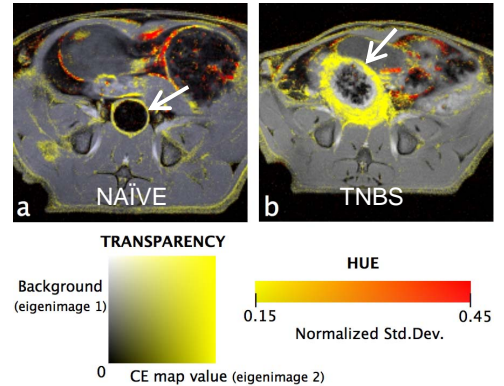 NAÏVE
a
TNBS
b
TRANSPARENCY
Background
(eigenimage 1)
0
CE map value (eigenimage 2)
HUE
0.15
0.45
Normalized Std.Dev.